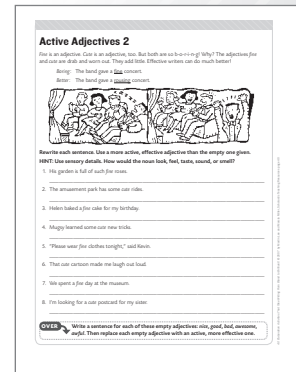 Active Adjectives 2
Fine is an adjective. Cute is an adjective, too. But both are so b-o-r-i-n-g! Why? The adjectives fine
and cute are drab and worn out. They add little. Effective writers can do much better!
Boring: The band gave a fine concert.
Better: The band gave a rousing concert.
Rewrite each sentence. Use a more active, effective adjective than the empty one given.
HINT: Use sensory details. How would the noun look, feel, taste, sound, or smell?
1. His garden is full of such fine roses.
2. The amusement park has some cute rides.
3. Helen baked a fine cake for my birthday.
4. Mugsy learned some cute new tricks.
5. "Please wear fine clothes tonight," said Kevin.
6. That cute cartoon made me laugh out loud.
7. We spent a fine day at the museum.
8. I'm looking for a cute postcard for my sister.
OVER
Write a sentence for each of these empty adjectives: nice, good, bad, awesome,
awful. Then replace each empty adjective with an active, more effective one.